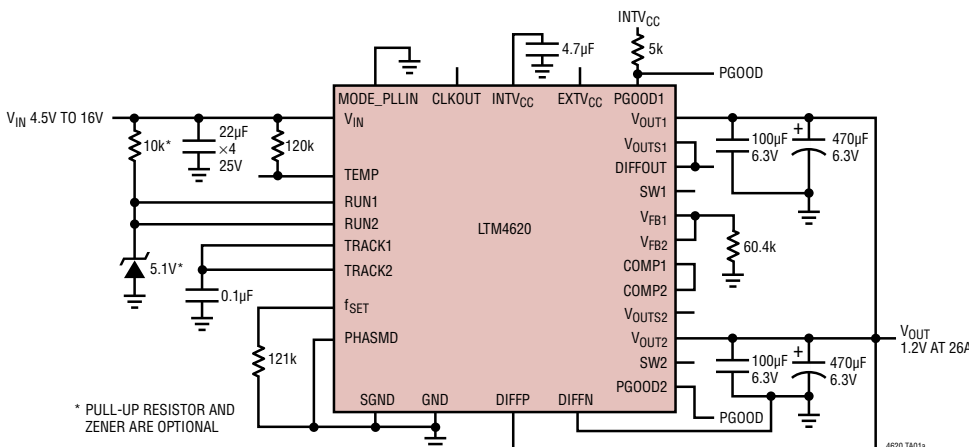 INTVCC
4.7µF
5k
PGOOD
MODE_PLLIN CLKOUT INTVCC EXTVCC PGOOD1
VIN 4.5V TO 16V
10k*
22µF
×4
25V
120k
VIN
TEMP
RUN1
RUN2
TRACK1
TRACK2
fSET
PHASMD
5.1V*
0.1µF
121k
LTM4620
VOUT1
VOUTS1
DIFFOUT
SW1
VFB1
VFB2
COMP1
COMP2
VOUTS2
VOUT2
SW2
PGOOD2
100µF
6.3V
+
470µF
6.3V
60.4k
VOUT
1.2V AT 26A
100µF
6.3V
+
470µF
6.3V
PGOOD
SGND GND DIFFP DIFFN
* PULL-UP RESISTOR AND
ZENER ARE OPTIONAL
4620 TA01a